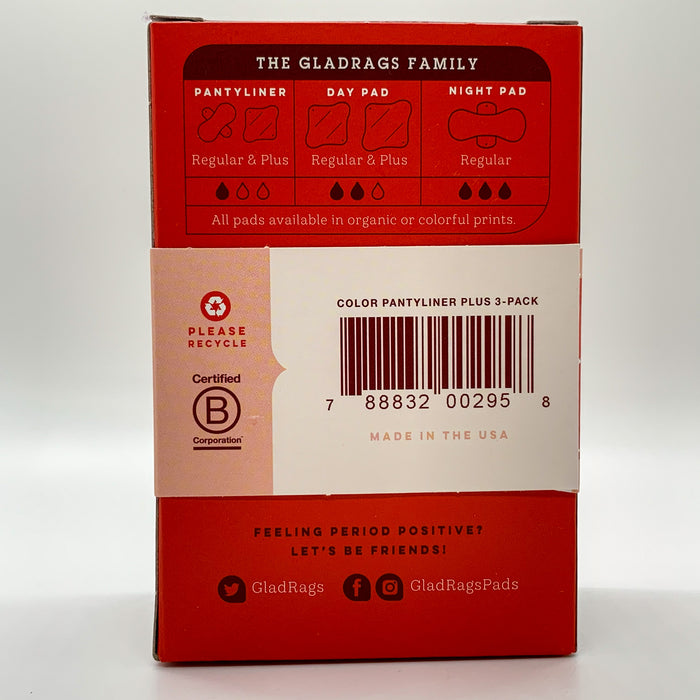 THE GLADRAGS FAMILY
PANTYLINER DAY PAD NIGHT PAD
Regular & Plus Regular & Plus Regular
All pads available in organic or colorful prints.
PLEASE
RECYCLE
Certified
B
Corporation
COLOR PANTYLINER PLUS 3-PACK
7 88832 00295 8
MADE IN THE USA
FEELING PERIOD POSITIVE?
LET'S BE FRIENDS!
GladRags GladRagsPads